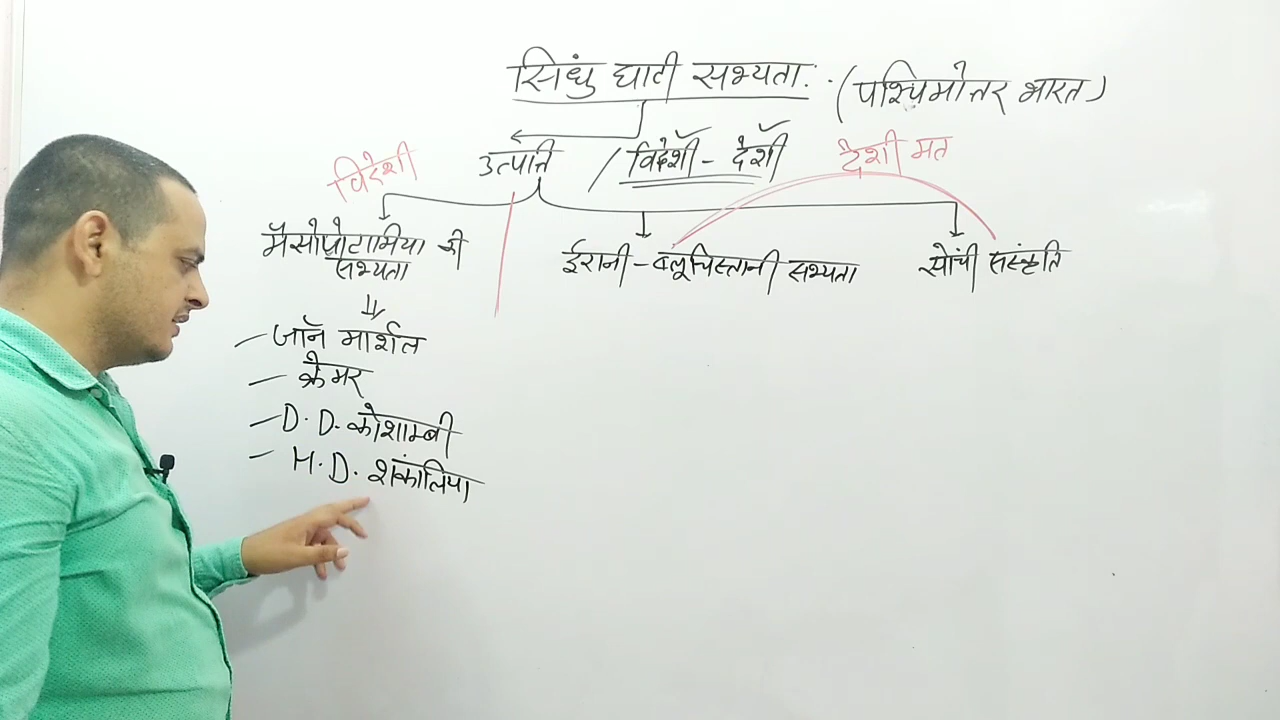 सिंधु घाटी सभ्यता: (पश्चिमोत्तर भारत)
विदेशी उत्पत्ति / विदेशी - देशी देशी मत
मैसोप्रोटामिया की सभ्यता
ईरानी - बलूचिस्तानी सभ्यता
सोंची संस्कृति
जॉन मार्शल
क्रेमर
D. D. कोशाम्बी
H. D. शंकालिया